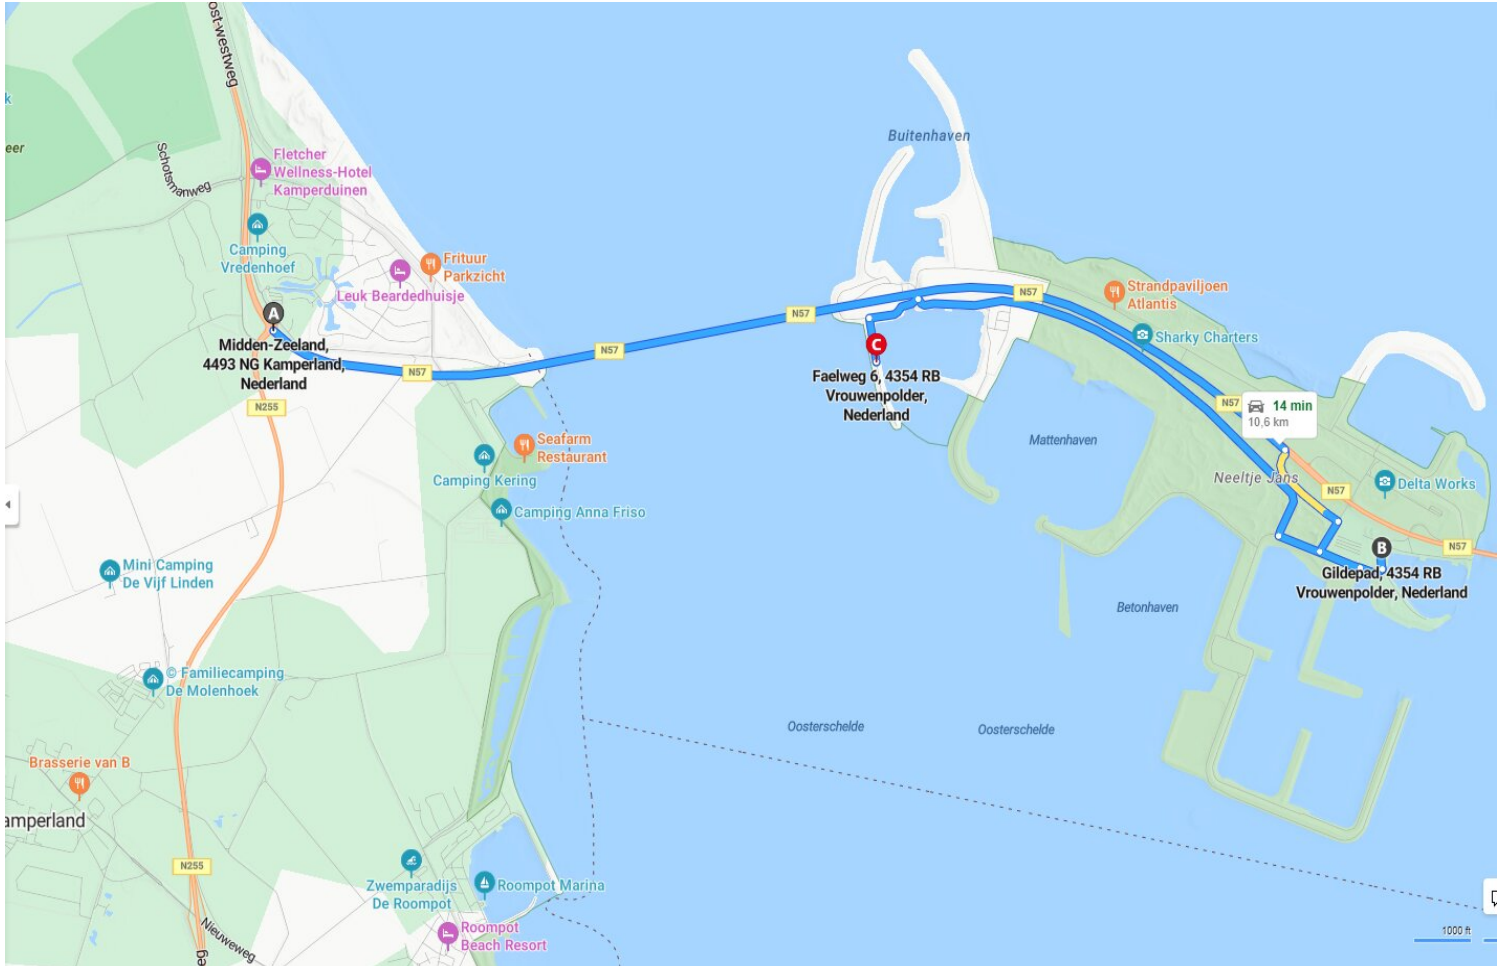 ost-westweg
k
eer
Schotsmanweg
Fletcher
Wellness-Hotel
Kamperduinen
Camping
Vredenhoef
Frituur
Parkzicht
Leuk Beardedhuisje
A
Midden-Zeeland,
4493 NG Kamperland,
Nederland
N57
N255
N57
N57
Buitenhaven
C
Faelweg 6, 4354 RB
Vrouwenpolder,
Nederland
N57
Strandpaviljoen
Atlantis
Sharky Charters
N57
14 min
10,6 km
Mattenhaven
Neeltje Jans
N57
Delta Works
N57
B
Gildepad, 4354 RB
Vrouwenpolder, Nederland
Betonhaven
Seafarm
Restaurant
Camping Kering
Camping Anna Friso
Mini Camping
De Vijf Linden
© Familiecamping
De Molenhoek
Oosterschelde
Oosterschelde
Brasserie van B
amperland
N255
Zwemparadijs
De Roompot
Roompot Marina
Roompot
Beach Resort
Nieuweweg
eg
1000 ft